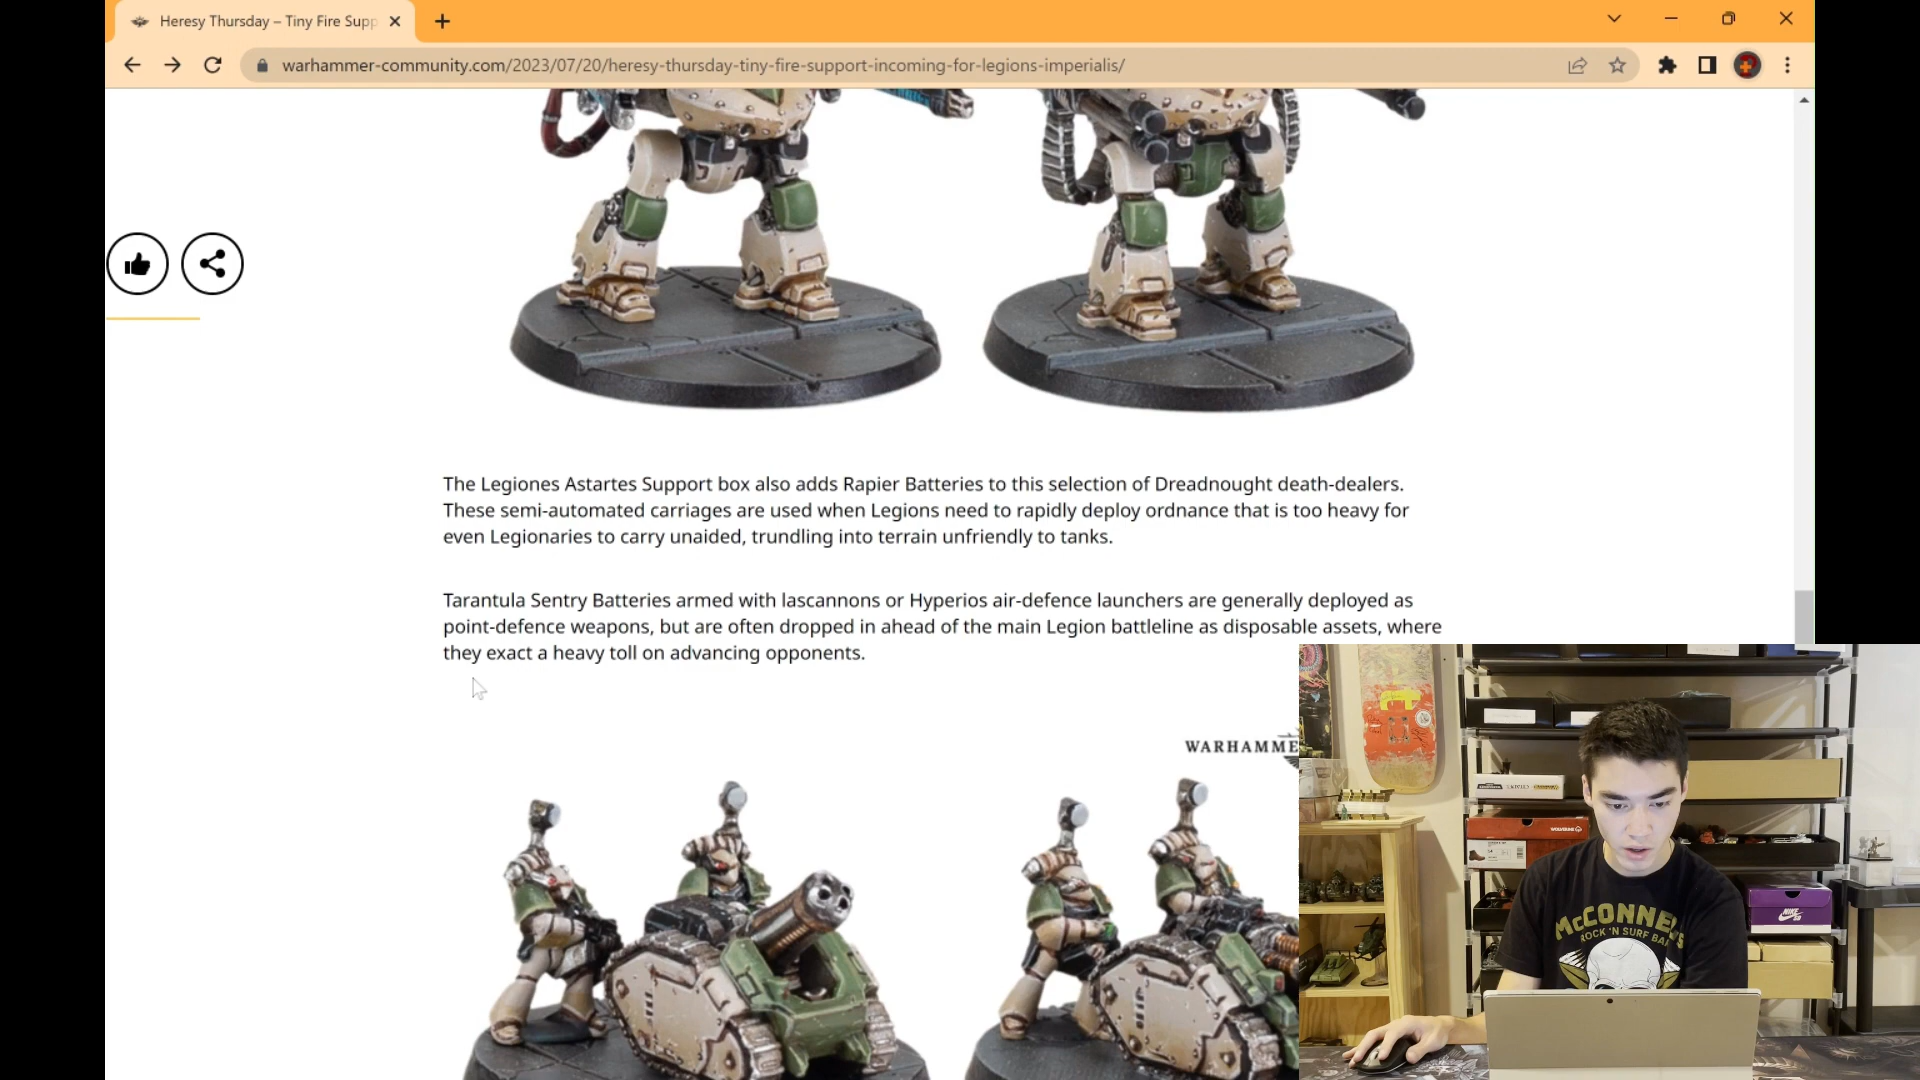 Heresy Thursday – Tiny Fire Supp
warhammer-community.com/2023/07/20/heresy-thursday-tiny-fire-support-incoming-for-legions-imperialis/
The Legiones Astartes Support box also adds Rapier Batteries to this selection of Dreadnought death-dealers.
These semi-automated carriages are used when Legions need to rapidly deploy ordnance that is too heavy for
even Legionaries to carry unaided, trundling into terrain unfriendly to tanks.
Tarantula Sentry Batteries armed with lascannons or Hyperios air-defence launchers are generally deployed as
point-defence weapons, but are often dropped in ahead of the main Legion battleline as disposable assets, where
they exact a heavy toll on advancing opponents.
WARHAMME
WOLVERINE
NIKE
McCONNE
ROCK 'N SURF BA